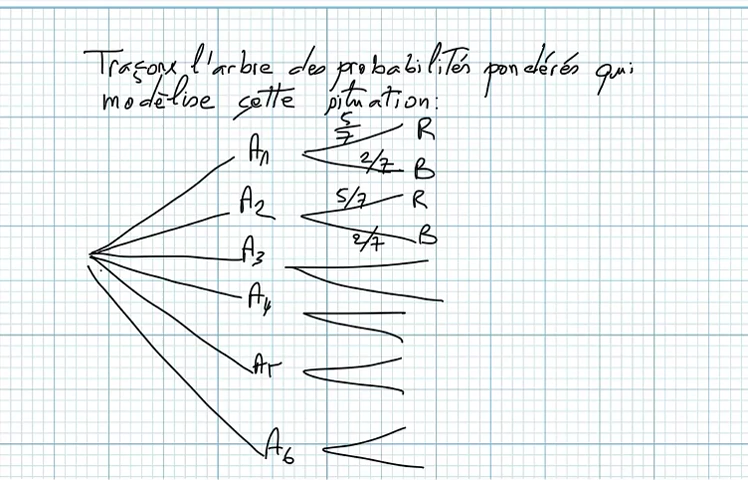 Traçons l'arbre des probabilités pondérés qui
modélise cette situation:
5/7 R
A1
2/7 B
A2 5/7 R
2/7 B
A3
A4
A5
A6